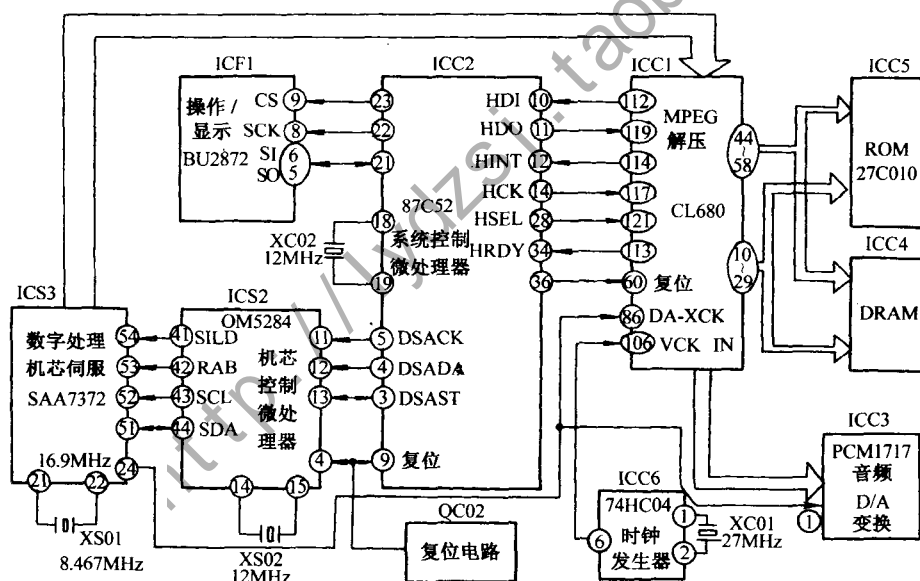 ICF1
操作 /
显示
BU2872
CS 9
SCK 8
SI 6
SO 5
ICC2
23
22
21
18
19
XC02
12MHz
87C52
系统控制
微处理器
HDI 10
HDO 11
HINT 12
HCK 14
HSEL 28
HRDY 34
36
5 DSACK
4 DSADA
3 DSAST
9 复位
ICC1
MPEG
解压
CL680
112
119
114
117
121
113
60 复位
86 DA-XCK
106 VCK IN
44~58
10~29
ICC5
ROM
27C010
ICC4
DRAM
ICC3
PCM1717
音频
D/A
变换
1
ICS3
数字处理
机芯伺服
SAA7372
54
53
52
51
24
16.9MHz
21
22
XS01
8.467MHz
ICS2
OM5284
41 SILD
42 RAB
43 SCL
44 SDA
机芯
控制
微处
理器
11
12
13
4
14
15
XS02
12MHz
QC02
复位电路
ICC6
74HC04
时钟
发生器
6
1
2
XC01
27MHz
http://lydzsj.taob